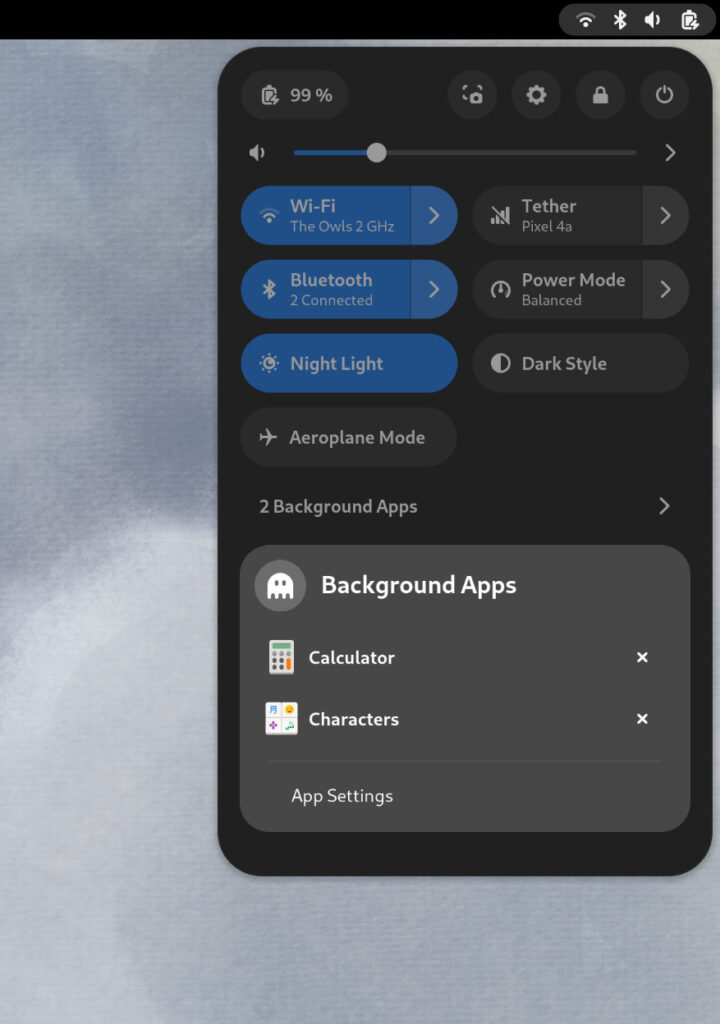 99 %
Wi-Fi
The Owls 2 GHz
Tether
Pixel 4a
Bluetooth
2 Connected
Power Mode
Balanced
Night Light
Dark Style
Aeroplane Mode
2 Background Apps
Background Apps
Calculator
Characters
App Settings